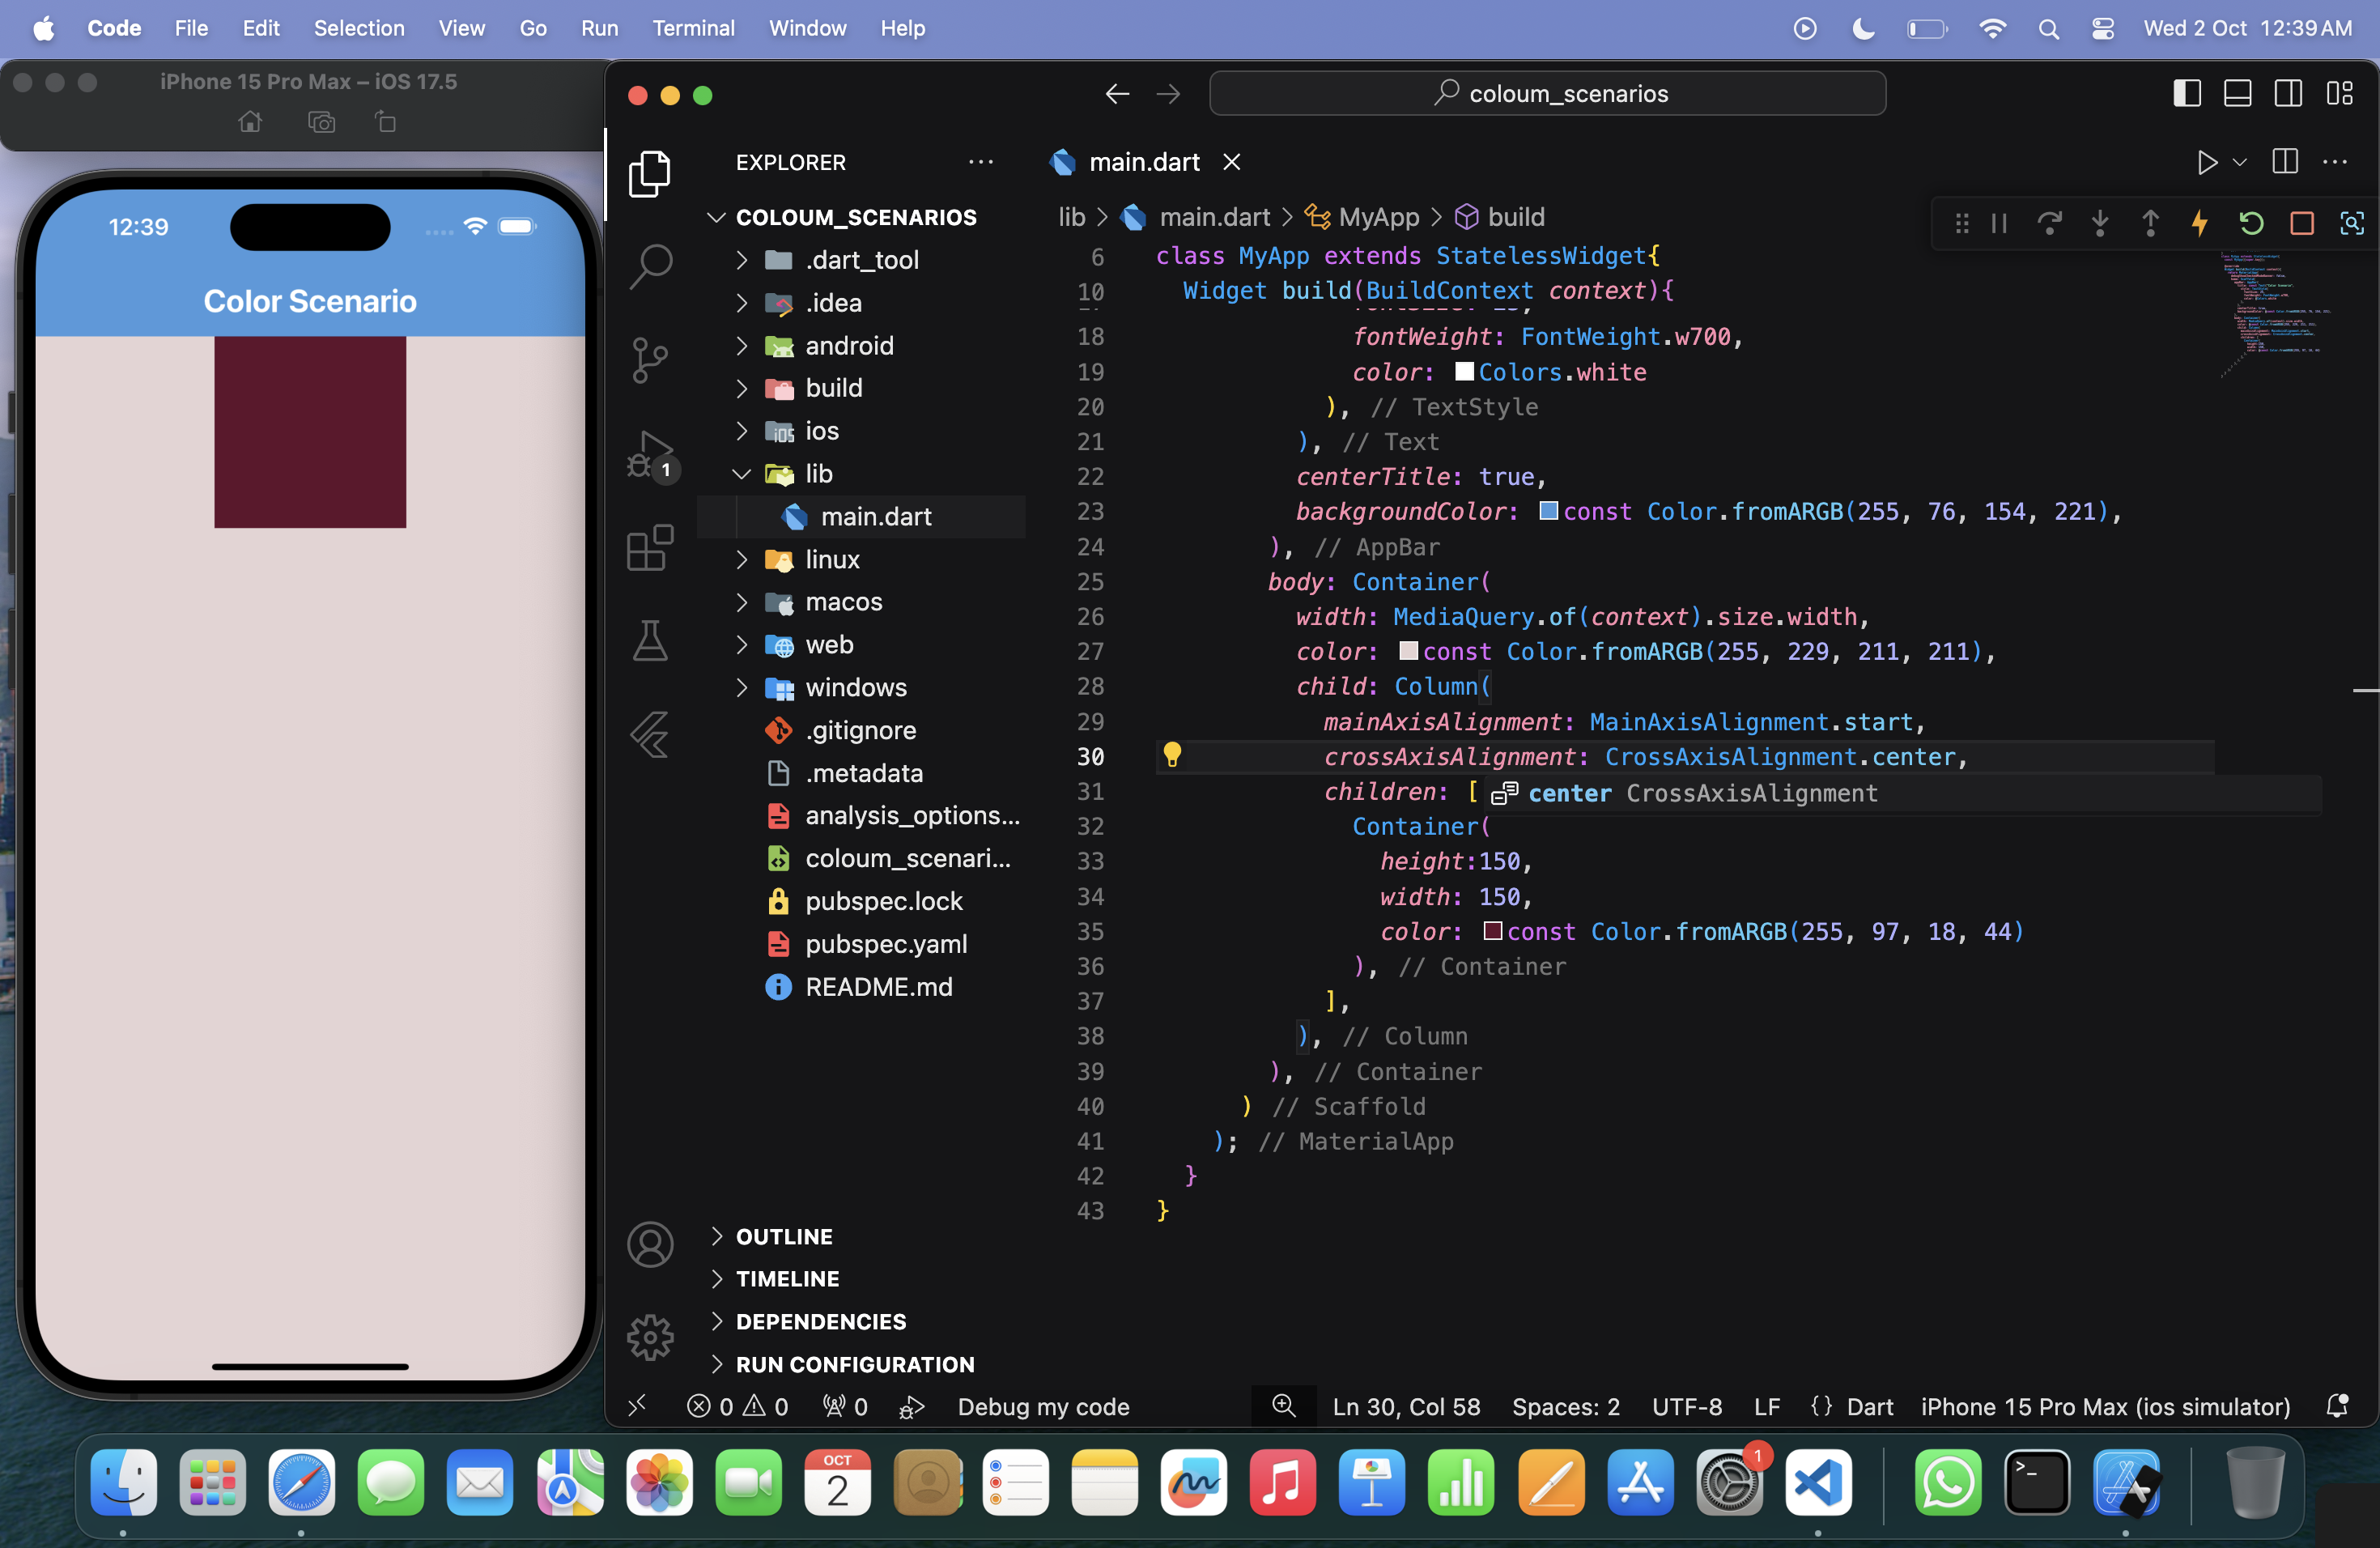 Code File Edit Selection View Go Run Terminal Window Help Wed 2 Oct 12:39 AM
iPhone 15 Pro Max – iOS 17.5
12:39
Color Scenario
coloum_scenarios
EXPLORER
COLOUM_SCENARIOS
.dart_tool
.idea
android
build
ios
lib
main.dart
linux
macos
web
windows
.gitignore
.metadata
analysis_options...
coloum_scenari...
pubspec.lock
pubspec.yaml
README.md
OUTLINE
TIMELINE
DEPENDENCIES
RUN CONFIGURATION
1
main.dart
lib > main.dart > MyApp > build
6 class MyApp extends StatelessWidget{
10 Widget build(BuildContext context){
18 fontWeight: FontWeight.w700,
19 color: Colors.white
20 ), // TextStyle
21 ), // Text
22 centerTitle: true,
23 backgroundColor: const Color.fromARGB(255, 76, 154, 221),
24 ), // AppBar
25 body: Container(
26 width: MediaQuery.of(context).size.width,
27 color: const Color.fromARGB(255, 229, 211, 211),
28 child: Column(
29 mainAxisAlignment: MainAxisAlignment.start,
30 crossAxisAlignment: CrossAxisAlignment.center,
31 children: [ center CrossAxisAlignment
32 Container(
33 height:150,
34 width: 150,
35 color: const Color.fromARGB(255, 97, 18, 44)
36 ), // Container
37 ],
38 ), // Column
39 ), // Container
40 ) // Scaffold
41 ); // MaterialApp
42 }
43 }
0 0 0 Debug my code Ln 30, Col 58 Spaces: 2 UTF-8 LF {} Dart iPhone 15 Pro Max (ios simulator)
OCT
2
1
>_